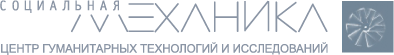 СОЦИАЛЬНАЯ
МЕХАНИКА
ЦЕНТР ГУМАНИТАРНЫХ ТЕХНОЛОГИЙ И ИССЛЕДОВАНИЙ